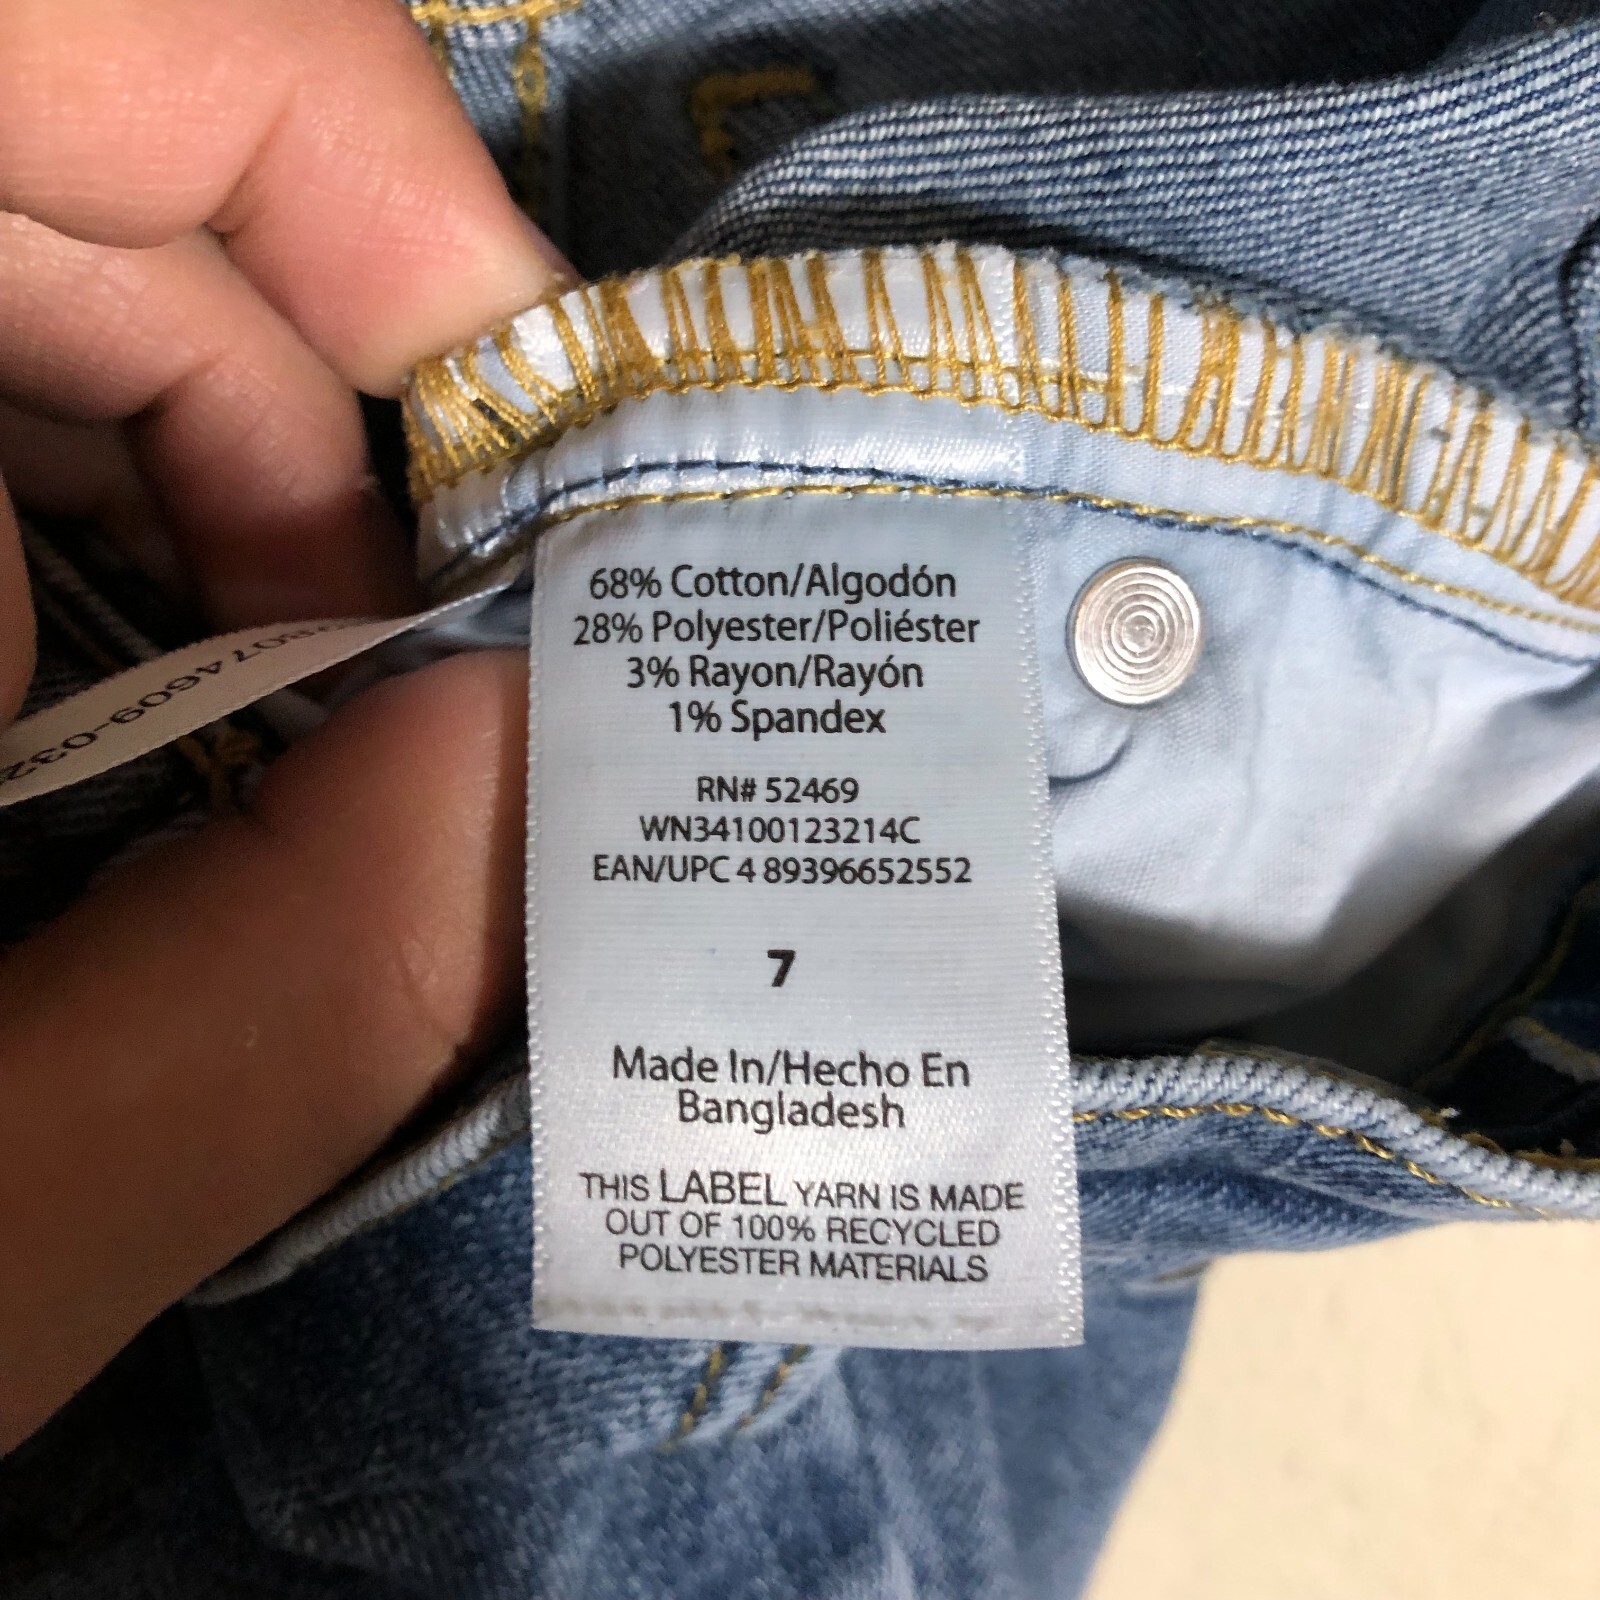 68% Cotton/Algodón
28% Polyester/Poliéster
3% Rayon/Rayón
1% Spandex
RN# 52469
WN34100123214C
EAN/UPC 4 89396652552
7
Made In/Hecho En
Bangladesh
THIS LABEL YARN IS MADE
OUT OF 100% RECYCLED
POLYESTER MATERIALS